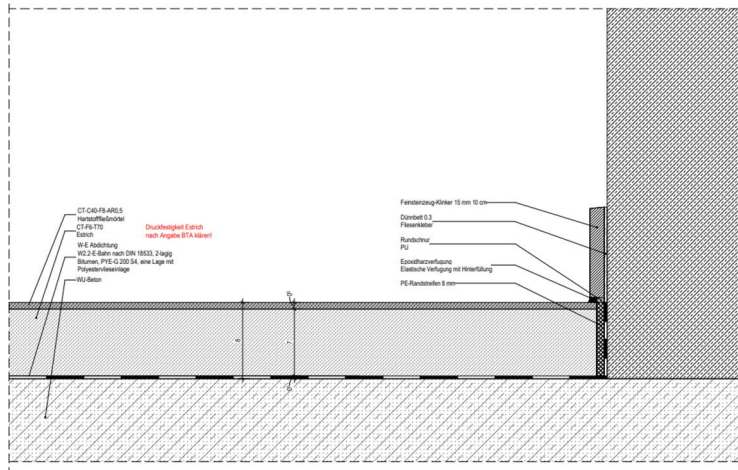 CT-C40-F8-AR0,5
Hartstofffließmörtel
CT-F6-T70
Estrich
Druckfestigkeit Estrich
nach Angabe BTA klären!
W-E Abdichtung
W2.2-E-Bahn nach DIN 18533, 2-lagig
Bitumen, PYE-G 200 S4, eine Lage mit
Polyestervlieseinlage
WU-Beton
Feinsteinzeug-Klinker 15 mm 10 cm
Dünnbett 0.3
Fliesenkleber
Rundschnur
PU
Epoxidharzverfugung
Elastische Verfugung mit Hinterfüllung
PE-Randstreifen 8 mm
8
7